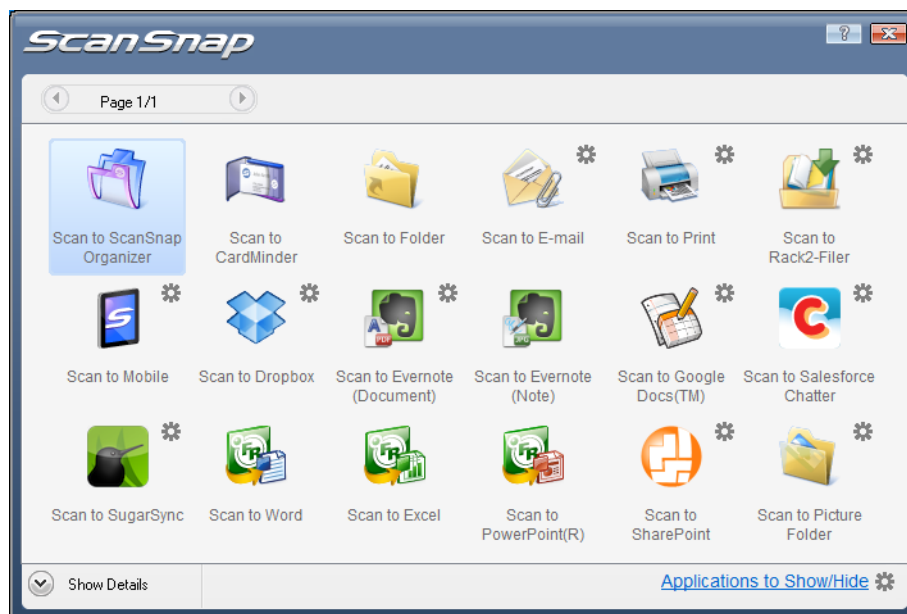 ScanSnap
?
Page 1/1
Scan to ScanSnap
Organizer
Scan to
CardMinder
Scan to Folder
Scan to E-mail
Scan to Print
Scan to
Rack2-Filer
A
PDF
JPG
Scan to Mobile
Scan to Dropbox
Scan to Evernote
(Document)
Scan to Evernote
(Note)
Scan to Google
Docs(TM)
Scan to Salesforce
Chatter
Scan to SugarSync
Scan to Word
Scan to Excel
Scan to
PowerPoint(R)
Scan to
SharePoint
Scan to Picture
Folder
Show Details
Applications to Show/Hide